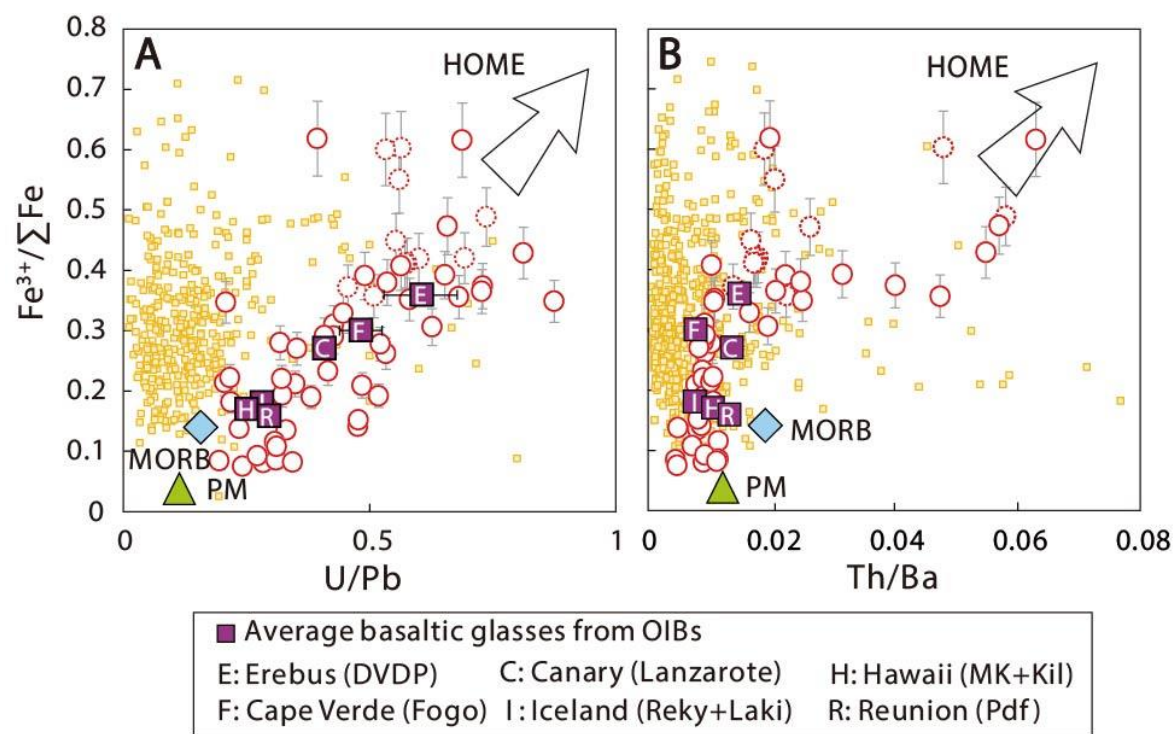 A
B
HOME
HOME
Fe3+/∑Fe
0.8
0.7
0.6
0.5
0.4
0.3
0.2
0.1
0
E
F
C
H
R
MORB
PM
E
F
C
I
H
R
MORB
PM
0
0.5
1
0
0.02
0.04
0.06
0.08
U/Pb
Th/Ba
Average basaltic glasses from OIBs
E: Erebus (DVDP)
C: Canary (Lanzarote)
H: Hawaii (MK+Kil)
F: Cape Verde (Fogo)
I : Iceland (Reky+Laki)
R: Reunion (Pdf)